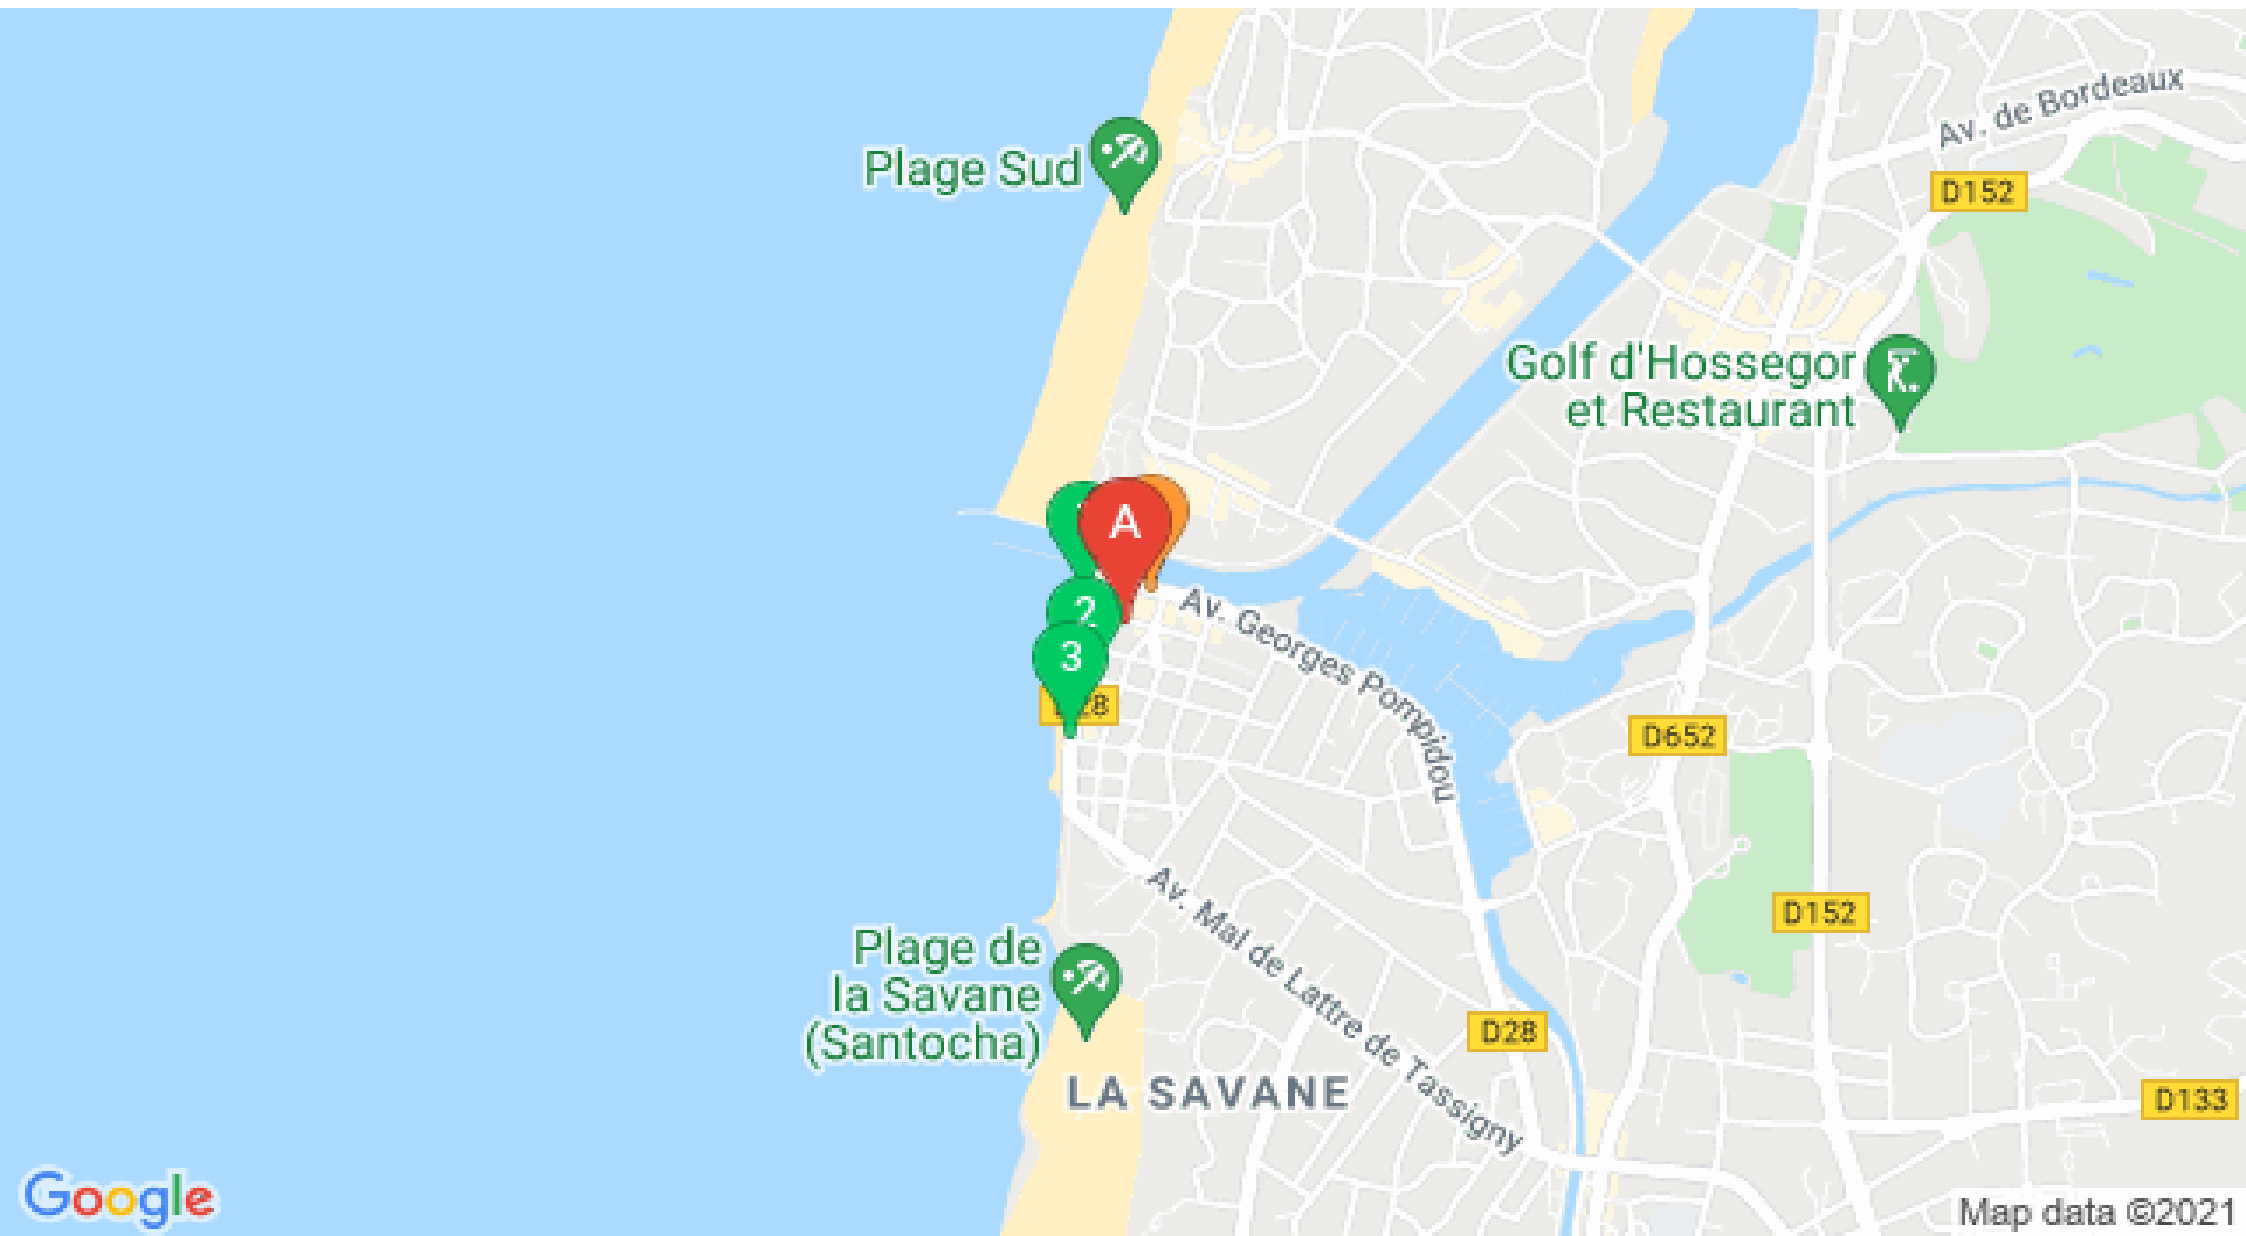 Av. de Bordeaux
D152
Plage Sud
Golf d'Hossegor
et Restaurant
A
2
3
Av. Georges Pompidou
D652
D152
Av. Mal de Lattre de Tassigny
Plage de
la Savane
(Santocha)
D28
LA SAVANE
D133
Google
Map data ©2021